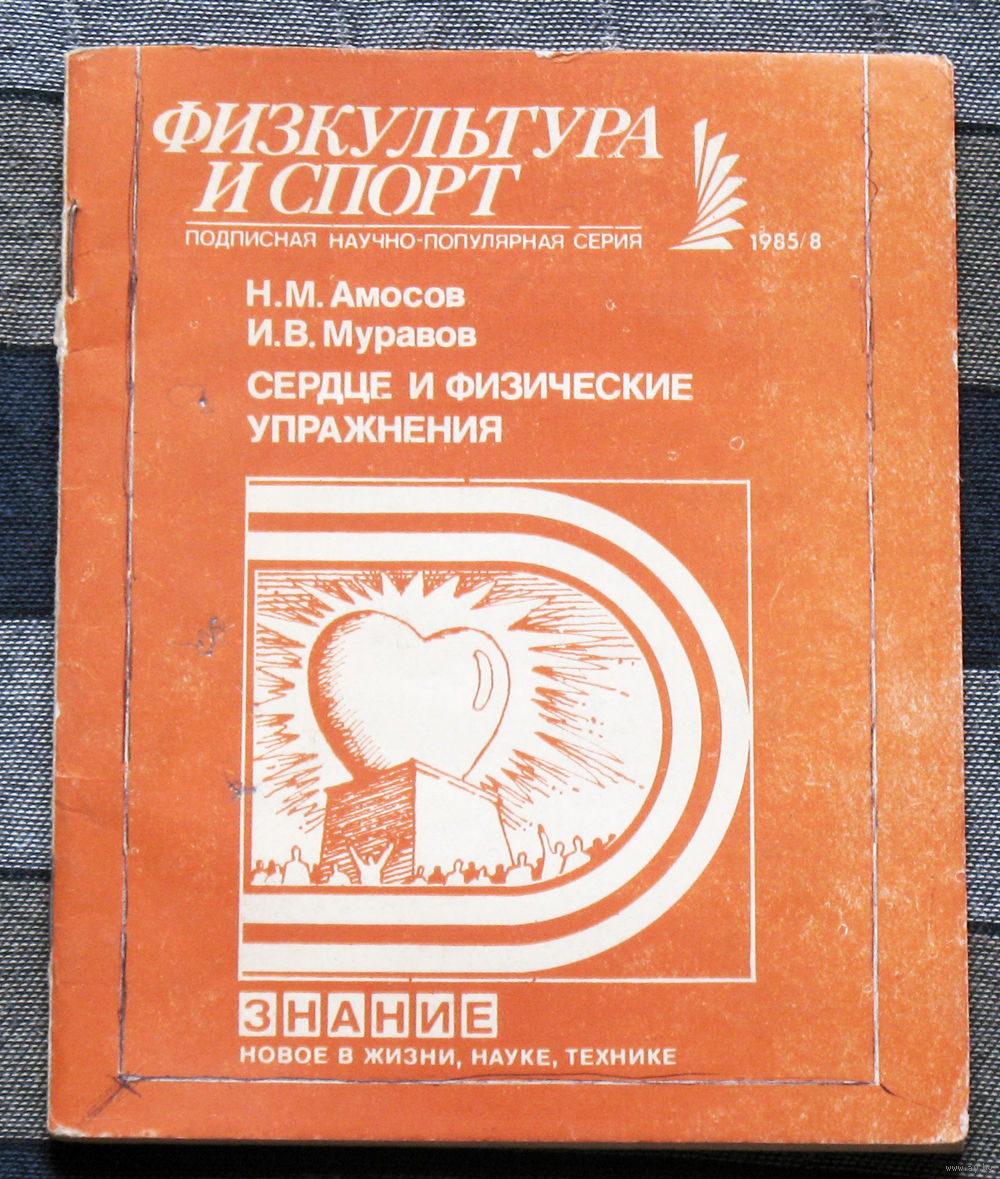 ФИЗКУЛЬТУРА
И СПОРТ
ПОДПИСНАЯ НАУЧНО-ПОПУЛЯРНАЯ СЕРИЯ
1985/8
Н.М. Амосов
И.В. Муравов
СЕРДЦЕ И ФИЗИЧЕСКИЕ
УПРАЖНЕНИЯ
ЗНАНИЕ
НОВОЕ В ЖИЗНИ, НАУКЕ, ТЕХНИКЕ